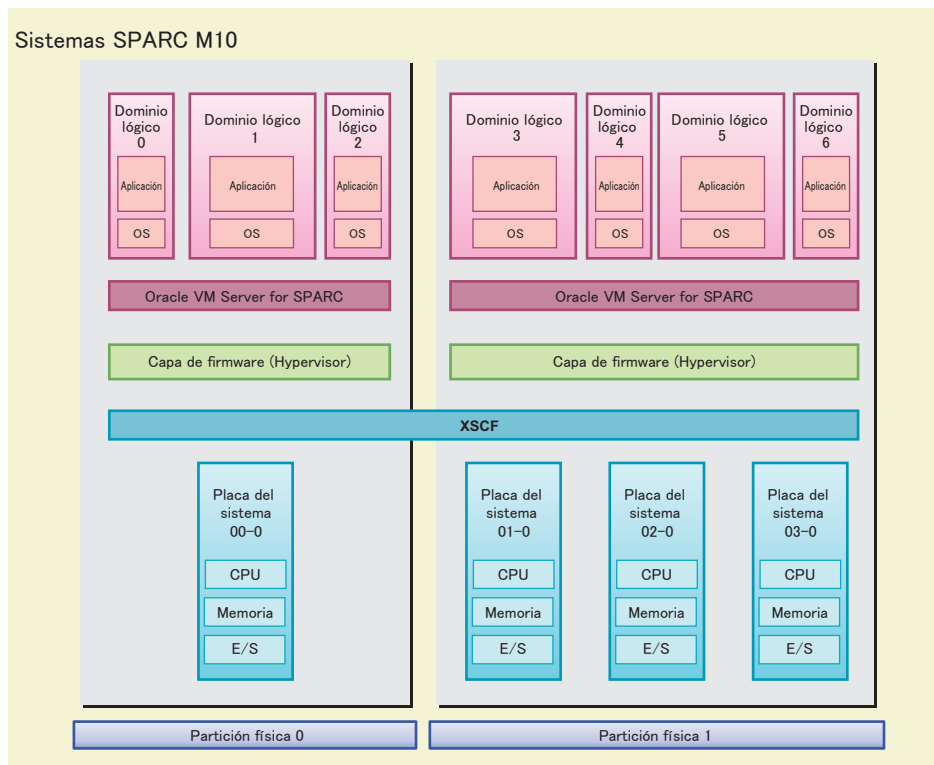 Sistemas SPARC M10
Dominio
lógico
0
Aplicación
OS
Dominio lógico
1
Aplicación
OS
Dominio
lógico
2
Aplicación
OS
Dominio lógico
3
Aplicación
OS
Dominio
lógico
4
Aplicación
OS
Dominio lógico
5
Aplicación
OS
Dominio
lógico
6
Aplicación
OS
Oracle VM Server for SPARC
Oracle VM Server for SPARC
Capa de firmware (Hypervisor)
Capa de firmware (Hypervisor)
XSCF
Placa del
sistema
00-0
CPU
Memoria
E/S
Placa del
sistema
01-0
CPU
Memoria
E/S
Placa del
sistema
02-0
CPU
Memoria
E/S
Placa del
sistema
03-0
CPU
Memoria
E/S
Partición física 0
Partición física 1